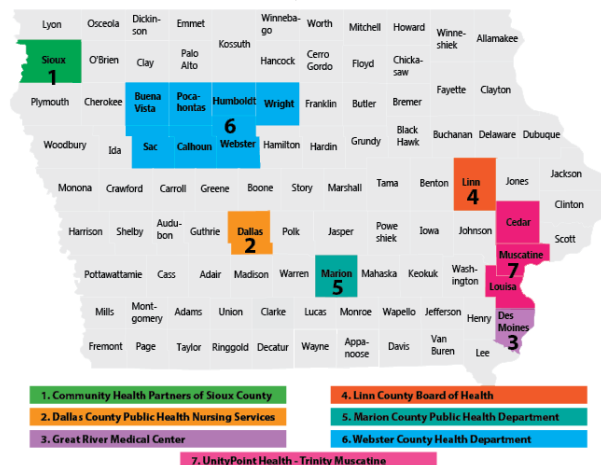 Lyon Osceola Dickin-son Emmet Winneba-go Worth Mitchell Howard Winne-shiek Allamakee
Kossuth
Sioux O'Brien Clay Palo Alto Hancock Cerro Gordo Floyd Chicka-saw
1
Plymouth Cherokee Buena Vista Poca-hontas Humboldt Wright Franklin Butler Bremer Fayette Clayton
6
Woodbury Ida Sac Calhoun Webster Hamilton Hardin Grundy Black Hawk Buchanan Delaware Dubuque
Monona Crawford Carroll Greene Boone Story Marshall Tama Benton Linn Jones Jackson
4
Clinton
Harrison Shelby Audu-bon Guthrie Dallas Polk Jasper Powe shiek Iowa Johnson Cedar Scott
2
Muscatine
7
Pottawattamie Cass Adair Madison Warren Marion Mahaska Keokuk Wash-ington Louisa
5
Mills Mont-gomery Adams Union Clarke Lucas Monroe Wapello Jefferson Henry Des Moines
3
Fremont Page Taylor Ringgold Decatur Wayne Appa-noose Davis Van Buren Lee
1. Community Health Partners of Sioux County
2. Dallas County Public Health Nursing Services
3. Great River Medical Center
4. Linn County Board of Health
5. Marion County Public Health Department
6. Webster County Health Department
7. UnityPoint Health - Trinity Muscatine